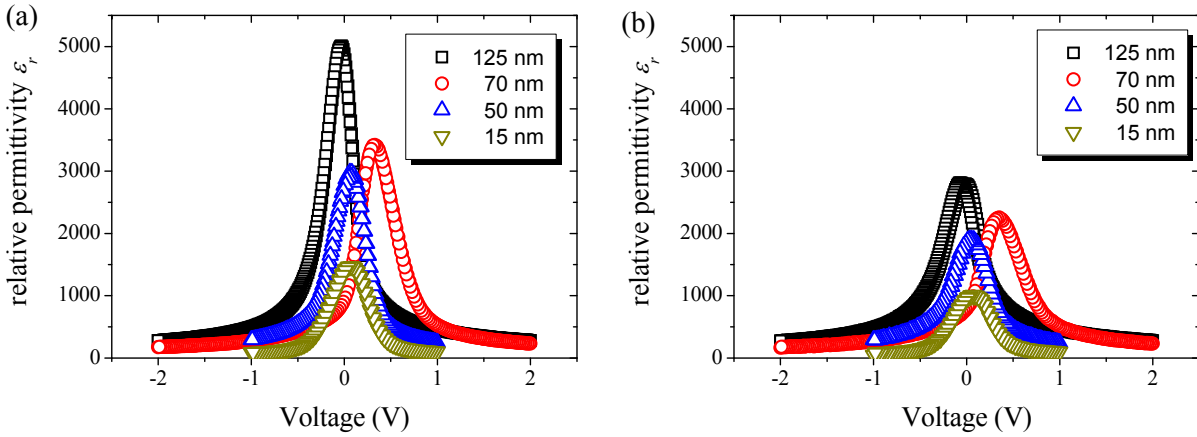 (a)
relative permittivity εr
5000
4000
3000
2000
1000
0
125 nm
70 nm
50 nm
15 nm
-2
-1
0
1
2
Voltage (V)
(b)
relative permittivity εr
5000
4000
3000
2000
1000
0
125 nm
70 nm
50 nm
15 nm
-2
-1
0
1
2
Voltage (V)